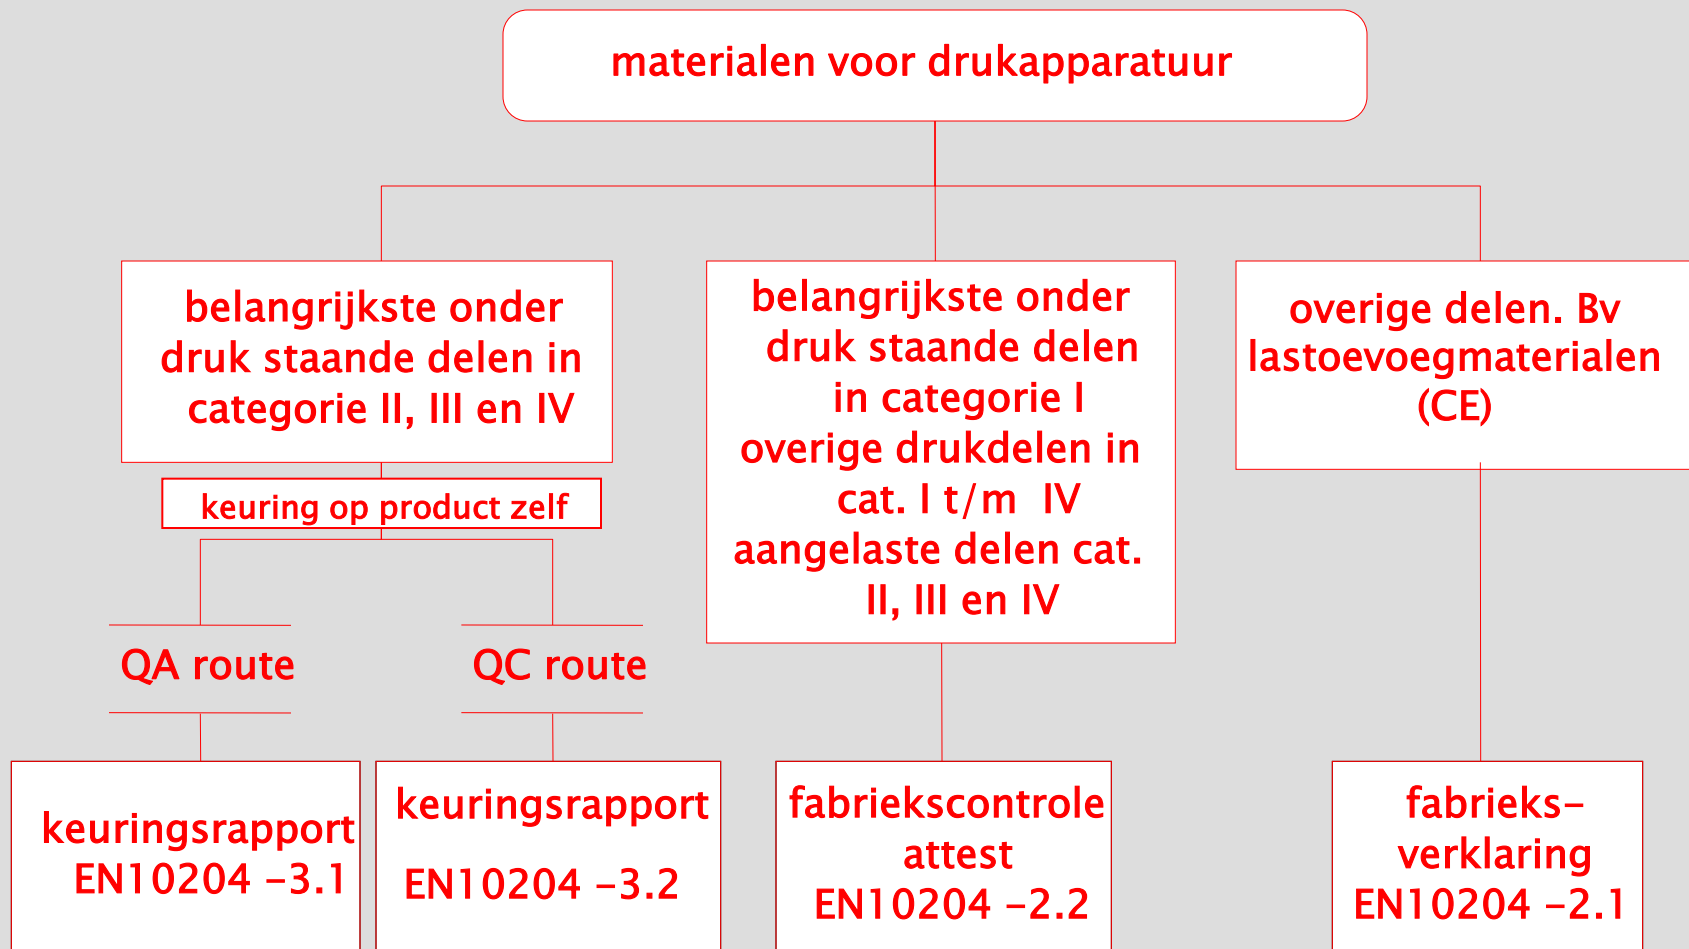 materialen voor drukapparatuur
belangrijkste onder
druk staande delen in
categorie II, III en IV
keuring op product zelf
belangrijkste onder
druk staande delen
in categorie I
overige drukdelen in
cat. I t/m IV
aangelaste delen cat.
II, III en IV
overige delen. Bv
lastoevoegmaterialen
(CE)
QA route
QC route
keuringsrapport
EN10204 -3.1
keuringsrapport
EN10204 -3.2
fabriekscontrole
attest
EN10204 -2.2
fabrieks-
verklaring
EN10204 -2.1